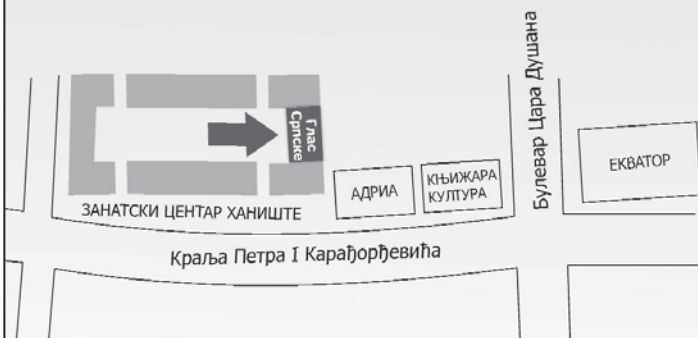 Булевар Цара Душана
Глас
Српске
ЕКВАТОР
АДРИА
КЊИЖАРА
КУЛТУРА
ЗАНАТСКИ ЦЕНТАР ХАНИШТЕ
Краља Петра I Карађорђевића